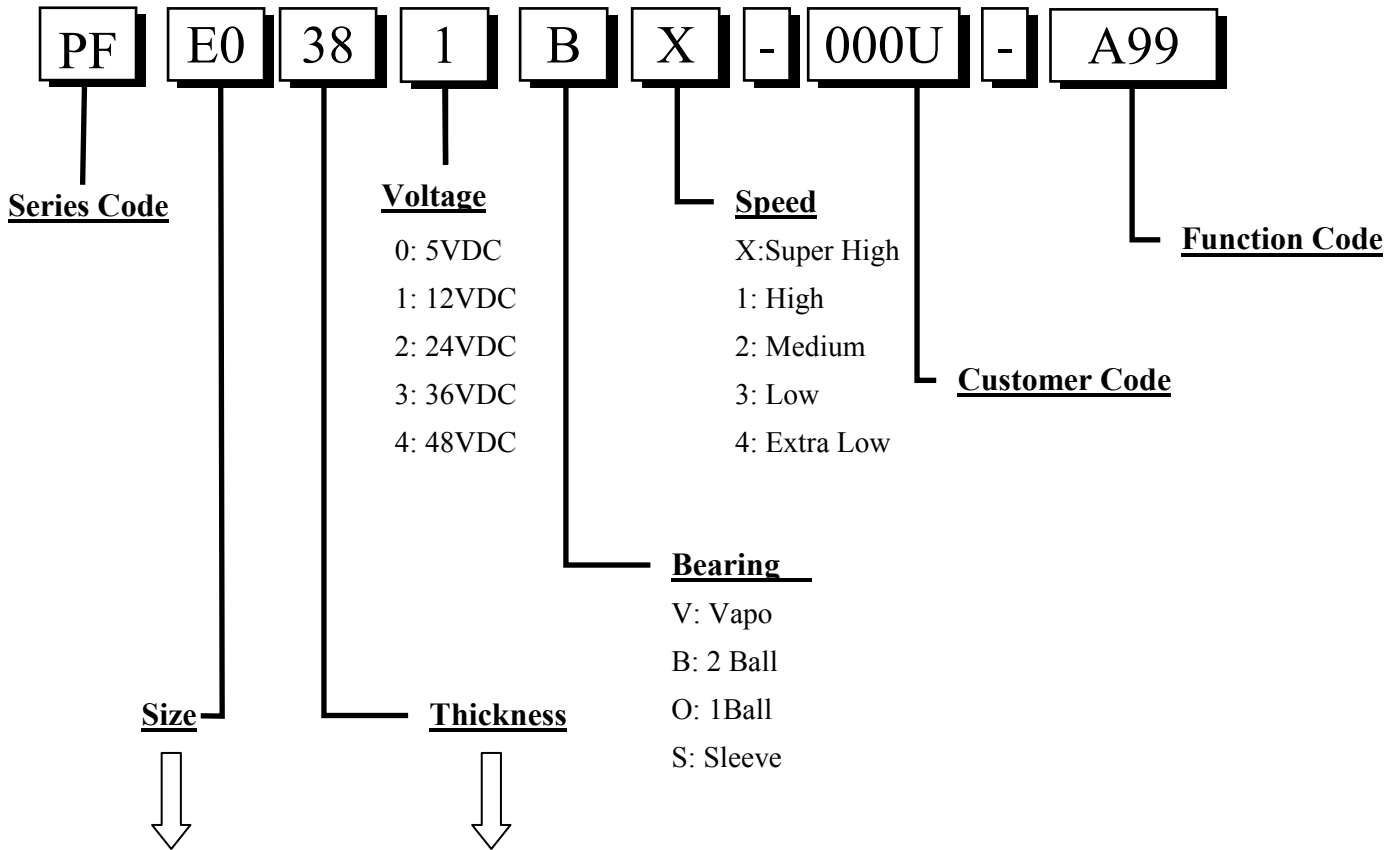 PF E0 38 1 B X - 000U - A99
Series Code
Voltage
0: 5VDC
1: 12VDC
2: 24VDC
3: 36VDC
4: 48VDC
Speed
X:Super High
1: High
2: Medium
3: Low
4: Extra Low
Function Code
Customer Code
Bearing
V: Vapo
B: 2 Ball
O: 1Ball
S: Sleeve
Size
Thickness